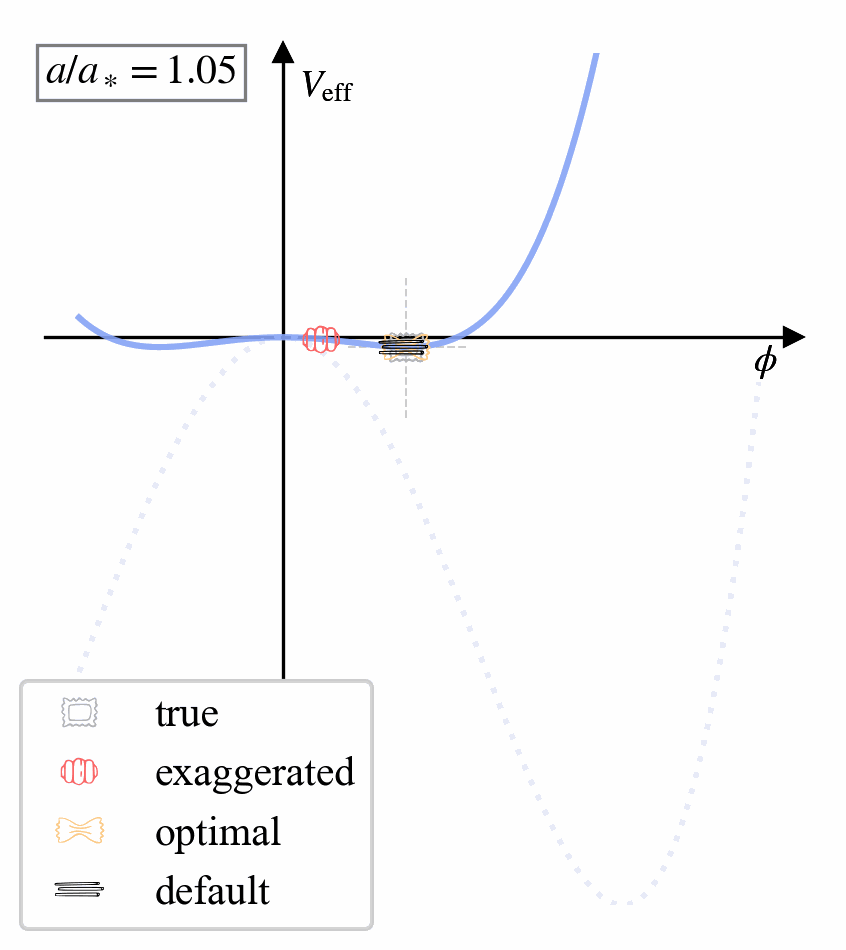 a/a* = 1.05
Veff
ϕ
true
exaggerated
optimal
default